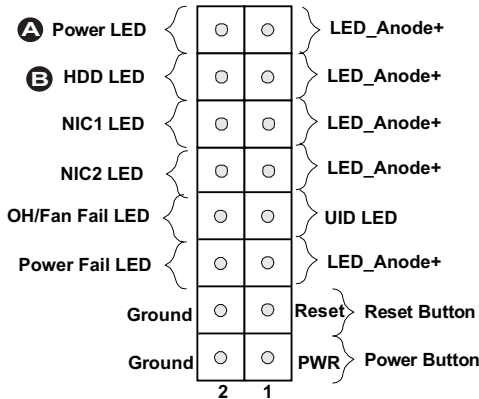 A Power LED LED_Anode+
B HDD LED LED_Anode+
NIC1 LED LED_Anode+
NIC2 LED LED_Anode+
OH/Fan Fail LED UID LED
Power Fail LED LED_Anode+
Ground Reset Reset Button
Ground PWR Power Button
2 1